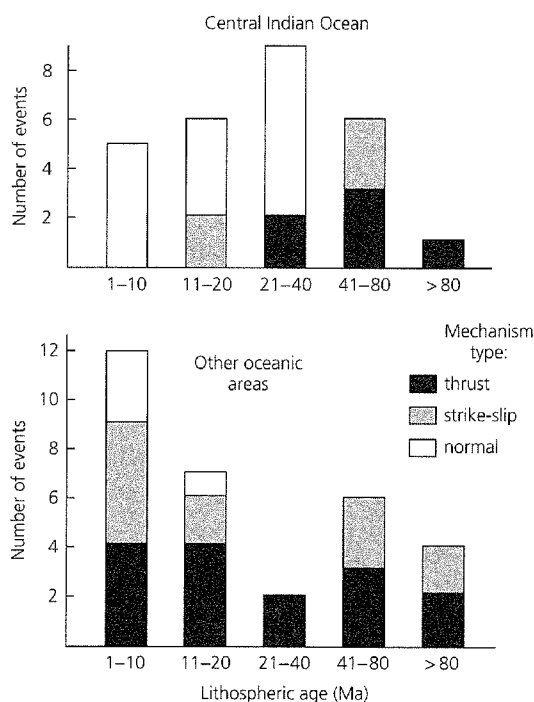 Central Indian Ocean
Number of events
8
6
4
2
1–10 11–20 21–40 41–80 >80
Number of events
12
10
8
6
4
2
Other oceanic
areas
Mechanism
type:
thrust
strike-slip
normal
1–10 11–20 21–40 41–80 >80
Lithospheric age (Ma)